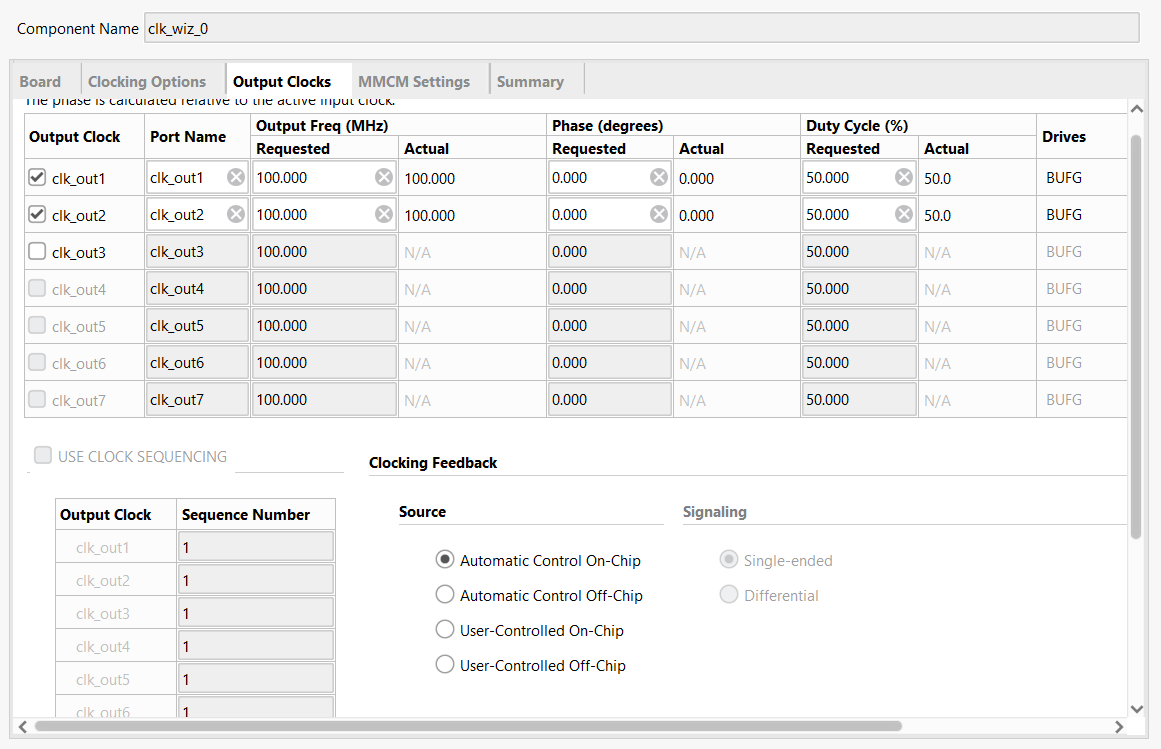 Component Name clk_wiz_0
Board Clocking Options Output Clocks MMCM Settings Summary
The phase is calculated relative to the active input clock.
Output Clock Port Name Output Freq (MHz) Phase (degrees) Duty Cycle (%) Drives
Requested Actual Requested Actual Requested Actual
clk_out1 clk_out1 100.000 100.000 0.000 0.000 50.000 50.0 BUFG
clk_out2 clk_out2 100.000 100.000 0.000 0.000 50.000 50.0 BUFG
clk_out3 clk_out3 100.000 N/A 0.000 N/A 50.000 N/A BUFG
clk_out4 clk_out4 100.000 N/A 0.000 N/A 50.000 N/A BUFG
clk_out5 clk_out5 100.000 N/A 0.000 N/A 50.000 N/A BUFG
clk_out6 clk_out6 100.000 N/A 0.000 N/A 50.000 N/A BUFG
clk_out7 clk_out7 100.000 N/A 0.000 N/A 50.000 N/A BUFG
USE CLOCK SEQUENCING
Output Clock Sequence Number
clk_out1 1
clk_out2 1
clk_out3 1
clk_out4 1
clk_out5 1
clk_out6 1
Clocking Feedback
Source Signaling
Automatic Control On-Chip Single-ended
Automatic Control Off-Chip Differential
User-Controlled On-Chip
User-Controlled Off-Chip